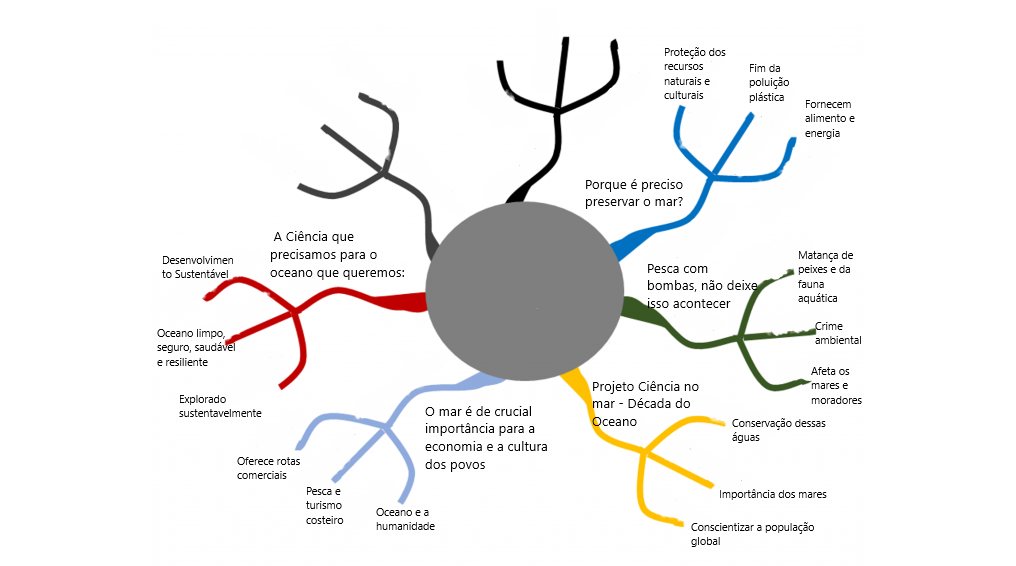 Proteção dos
recursos
naturais e
culturais
Fim da
poluição
plástica
Fornecem
alimento e
energia
Porque é preciso
preservar o mar?
A Ciência que
precisamos para o
oceano que queremos:
Desenvolvimen
to Sustentável
Oceano limpo,
seguro, saudável
e resiliente
Explorado
sustentavelmente
Pesca com
bombas, não deixe
isso acontecer
Matança de
peixes e da
fauna
aquática
Crime
ambiental
Afeta os
mares e
moradores
Projeto Ciência no
mar - Década do
Oceano
Conservação dessas
águas
Importância dos mares
Conscientizar a população
global
O mar é de crucial
importância para a
economia e a cultura
dos povos
Oferece rotas
comerciais
Pesca e
turismo
costeiro
Oceano e a
humanidade